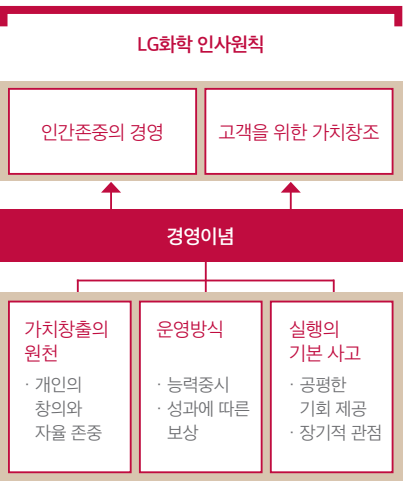 LG화학 인사원칙
인간존중의 경영
고객을 위한 가치창조
경영이념
가치창출의
원천
· 개인의
창의와
자율 존중
운영방식
· 능력중시
· 성과에 따른
보상
실행의
기본 사고
· 공평한
기회 제공
· 장기적 관점